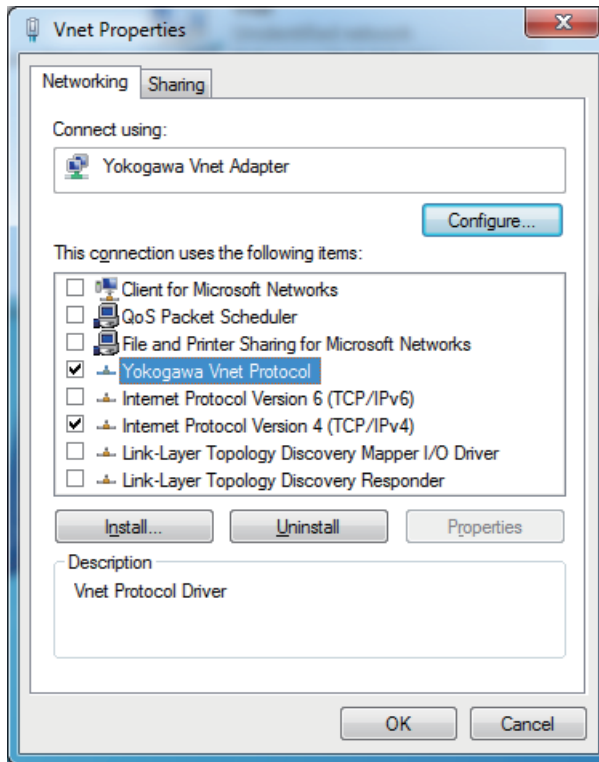 Vnet Properties
Networking
Sharing
Connect using:
Yokogawa Vnet Adapter
Configure...
This connection uses the following items:
Client for Microsoft Networks
QoS Packet Scheduler
File and Printer Sharing for Microsoft Networks
Yokogawa Vnet Protocol
Internet Protocol Version 6 (TCP/IPv6)
Internet Protocol Version 4 (TCP/IPv4)
Link-Layer Topology Discovery Mapper I/O Driver
Link-Layer Topology Discovery Responder
Install...
Uninstall
Properties
Description
Vnet Protocol Driver
OK
Cancel